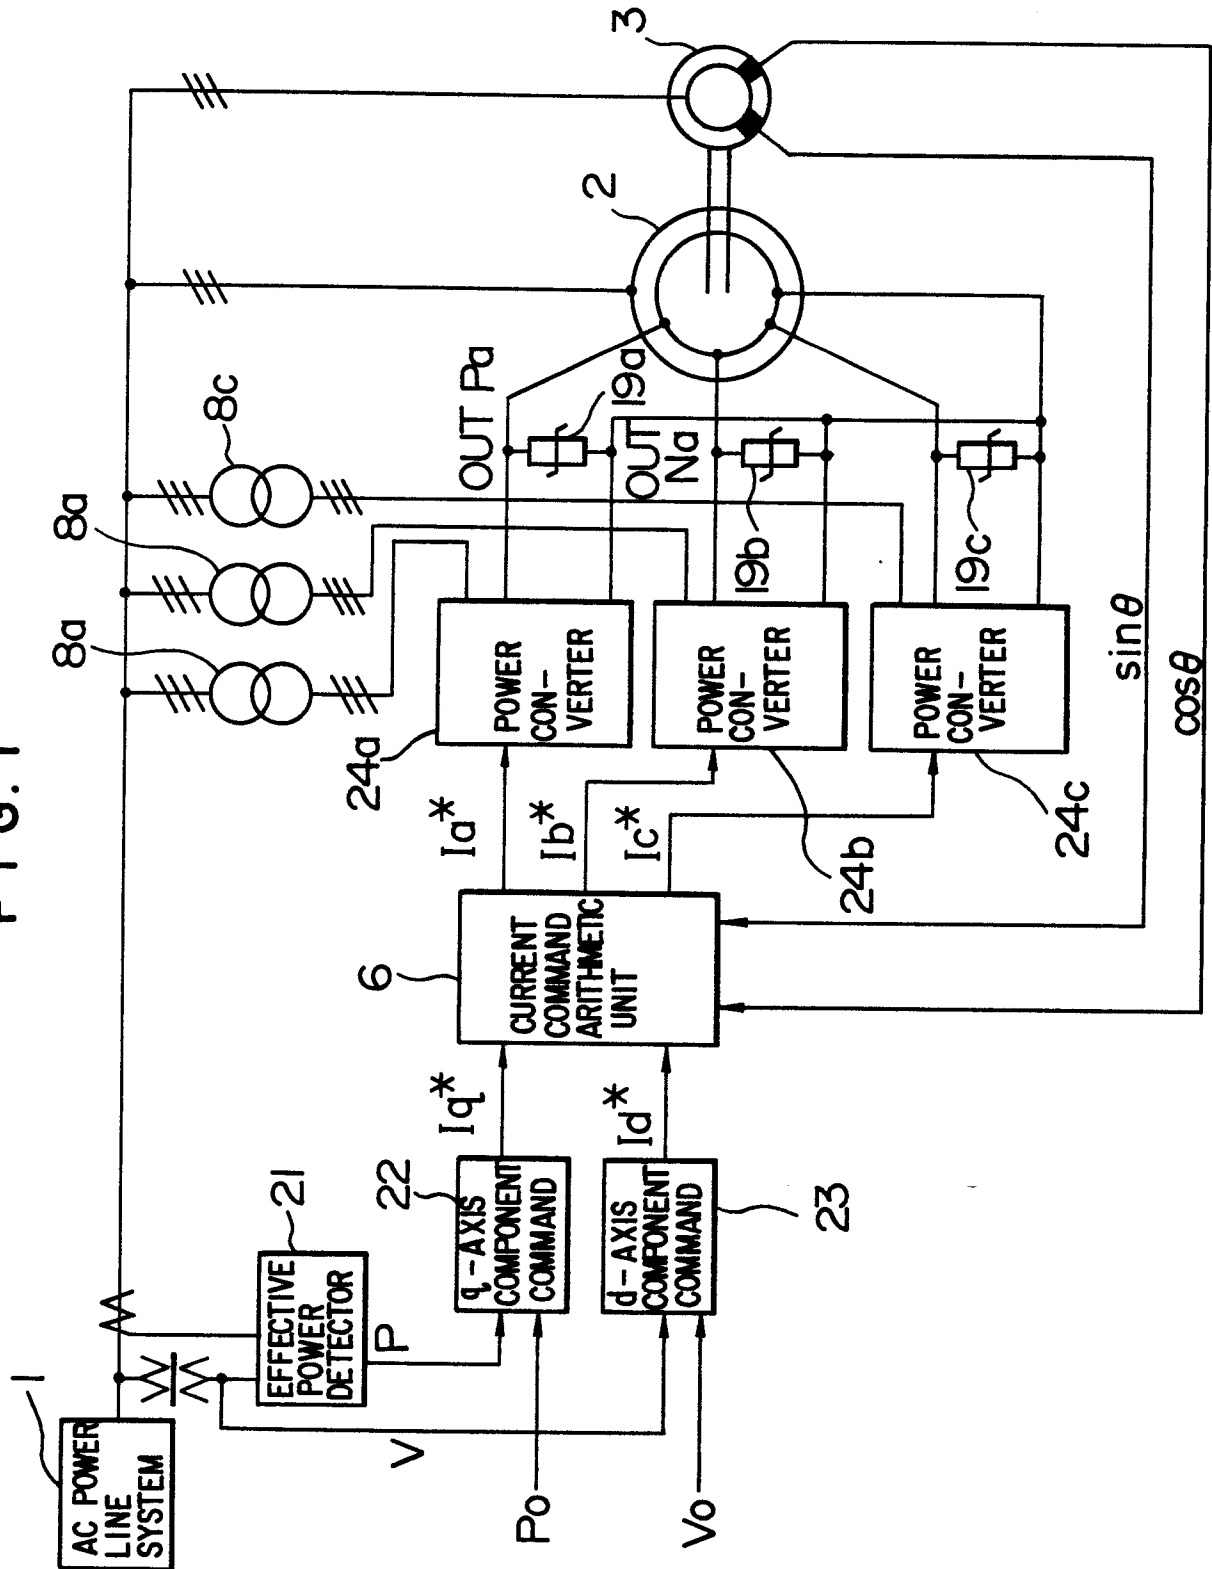 FIG. 1
1
AC POWER
LINE
SYSTEM
21
EFFECTIVE
POWER
DETECTOR
P
V
Po
Vo
22
q-AXIS
COMPONENT
COMMAND
Iq*
23
d-AXIS
COMPONENT
COMMAND
Id*
6
CURRENT
COMMAND
ARITHMETIC
UNIT
Ia*
Ib*
Ic*
8a
8a
8c
24a
POWER
CON-
VERTER
24b
POWER
CON-
VERTER
24c
POWER
CON-
VERTER
OUT Pa
19a
OUT
Na
19b
19c
2
3
sinθ
cosθ